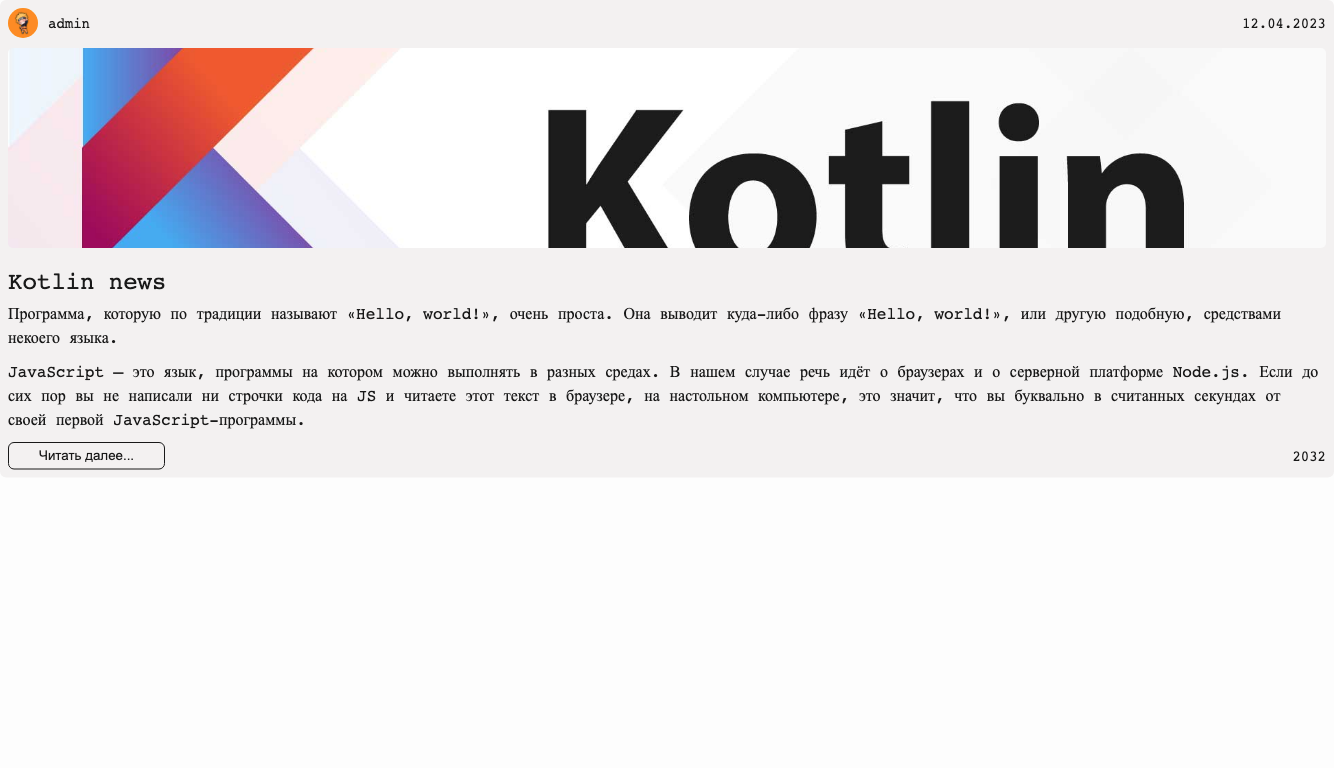 admin
12.04.2023
Kotlin
Kotlin news
Программа, которую по традиции называют «Hello, world!», очень проста. Она выводит куда-либо фразу «Hello, world!», или другую подобную, средствами
некоего языка.
JavaScript — это язык, программы на котором можно выполнять в разных средах. В нашем случае речь идёт о браузерах и о серверной платформе Node.js. Если до
сих пор вы не написали ни строчки кода на JS и читаете этот текст в браузере, на настольном компьютере, это значит, что вы буквально в считанных секундах от
своей первой JavaScript-программы.
Читать далее...
2032